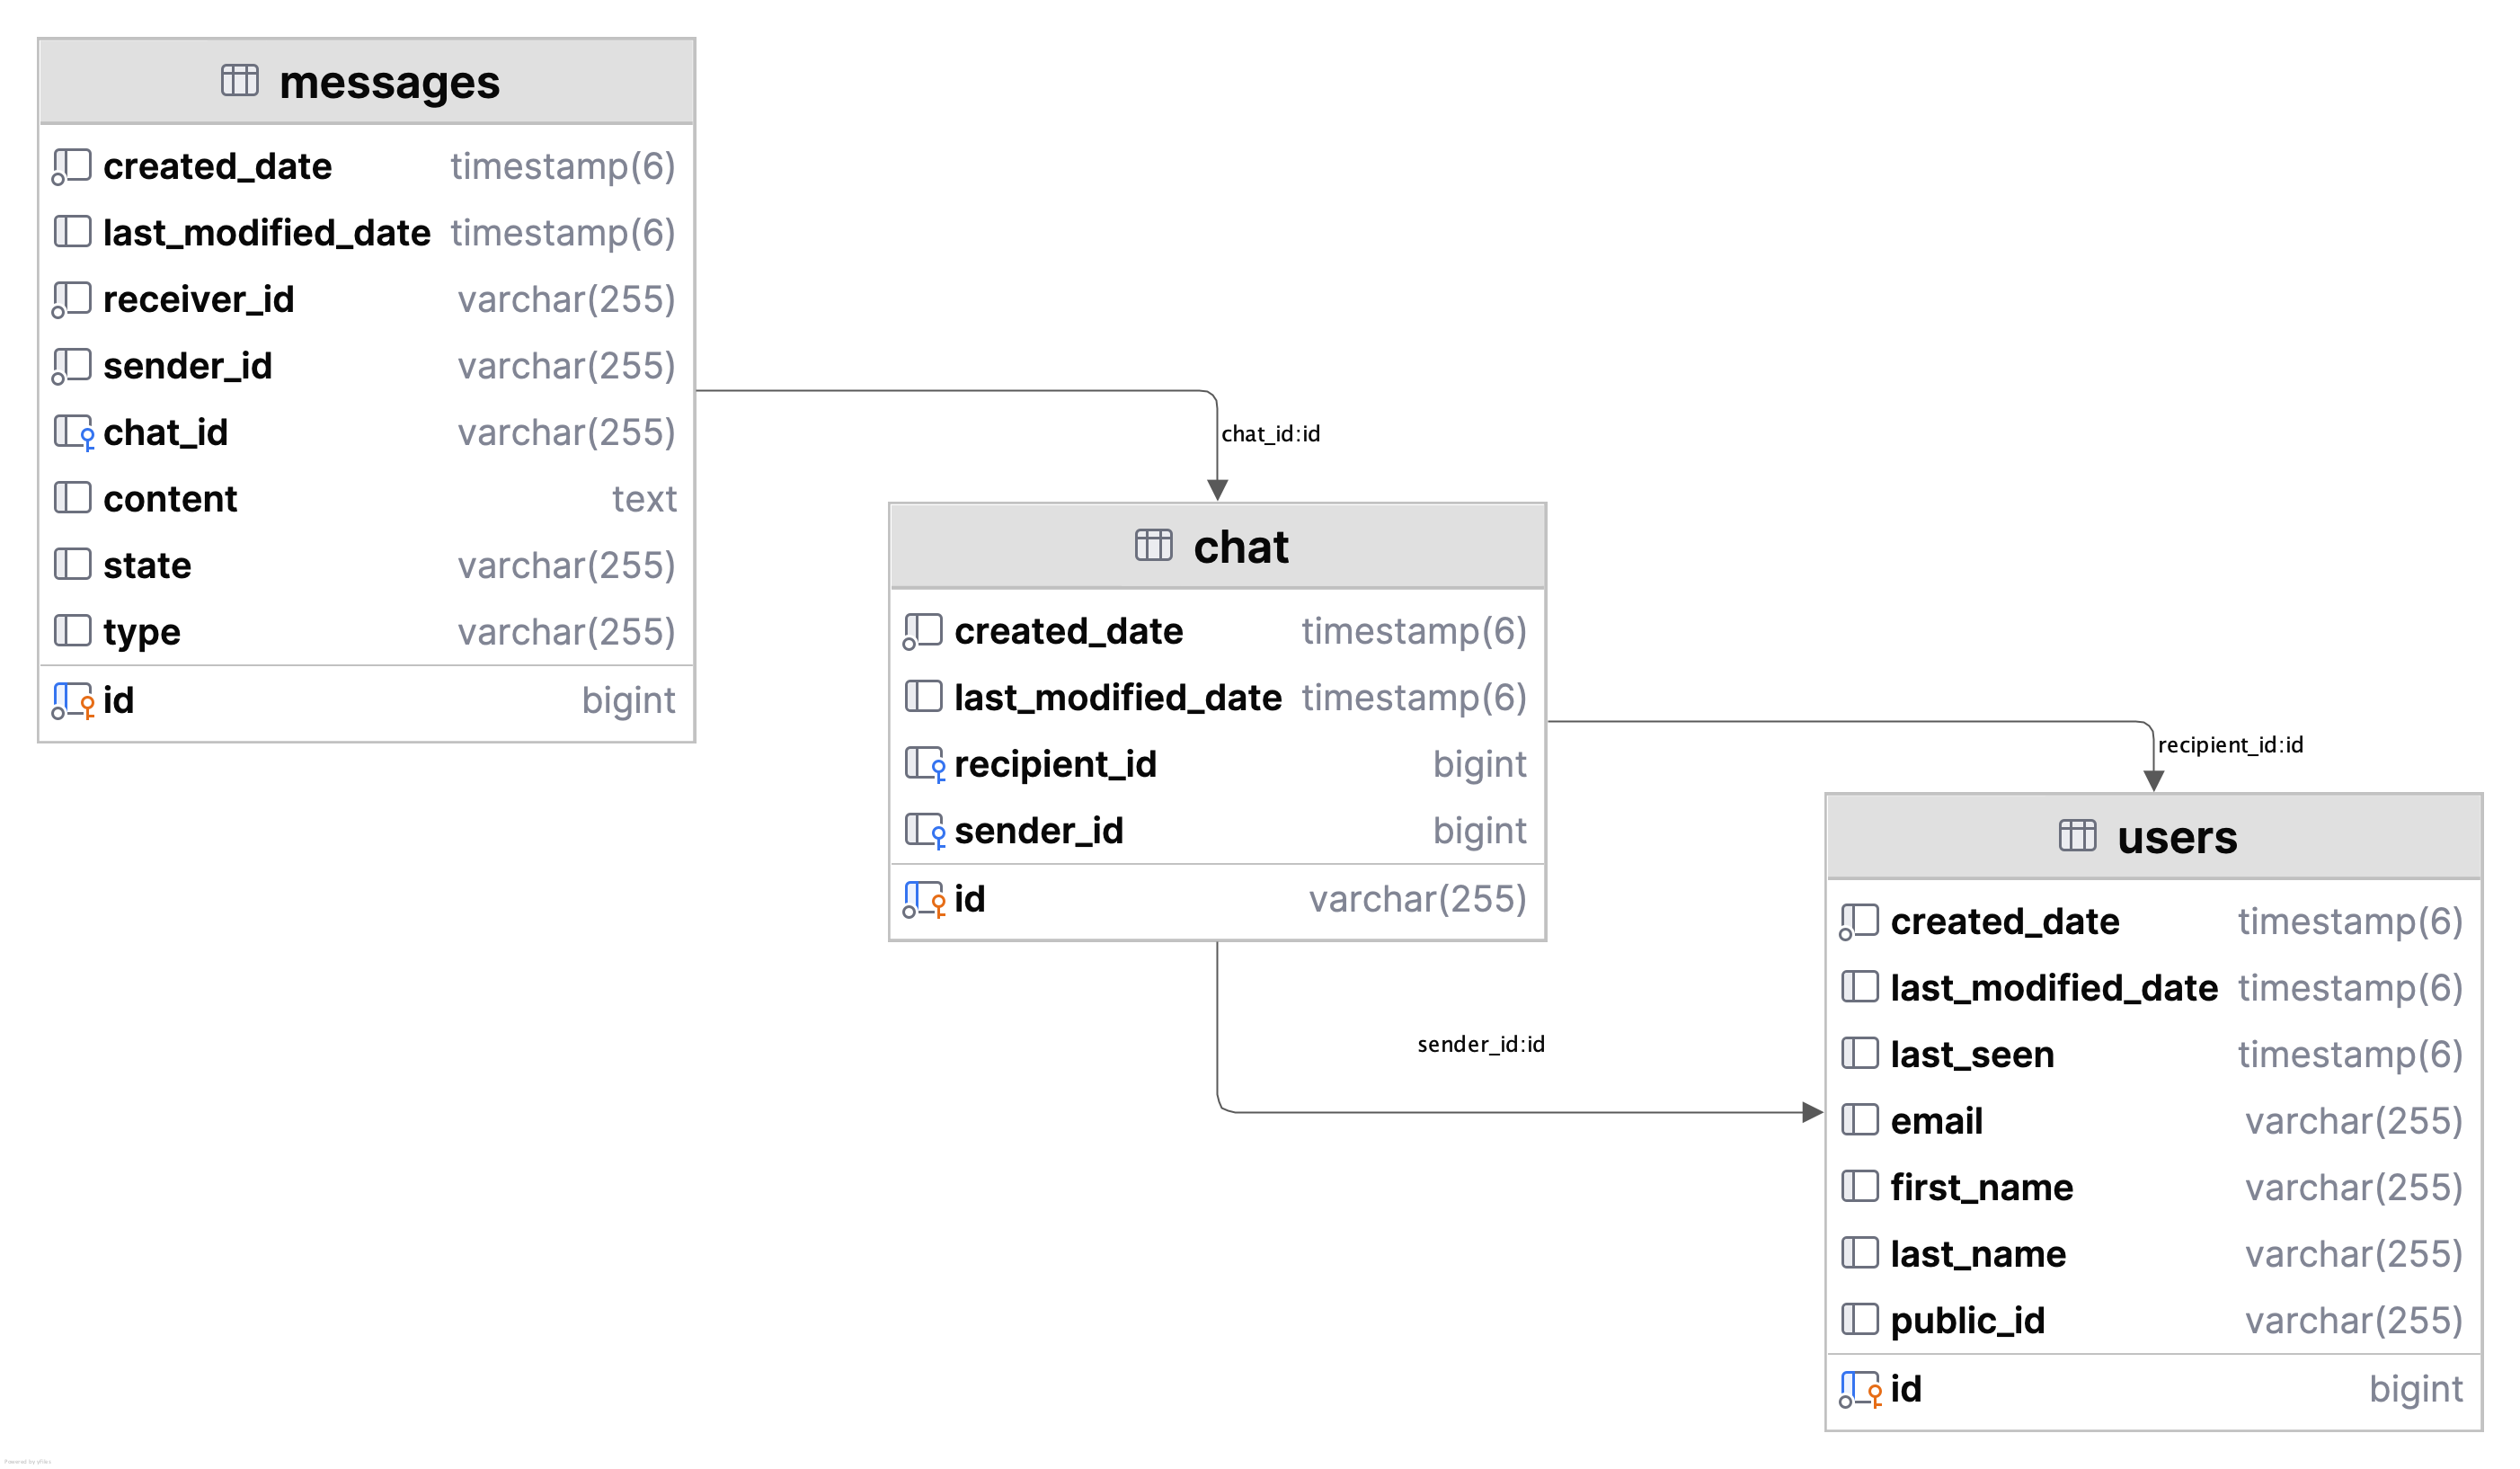 messages
created_date timestamp(6)
last_modified_date timestamp(6)
receiver_id varchar(255)
sender_id varchar(255)
chat_id varchar(255)
content text
state varchar(255)
type varchar(255)
id bigint
chat_id:id
chat
created_date timestamp(6)
last_modified_date timestamp(6)
recipient_id bigint
sender_id bigint
id varchar(255)
recipient_id:id
sender_id:id
users
created_date timestamp(6)
last_modified_date timestamp(6)
last_seen timestamp(6)
email varchar(255)
first_name varchar(255)
last_name varchar(255)
public_id varchar(255)
id bigint
Powered by yFiles